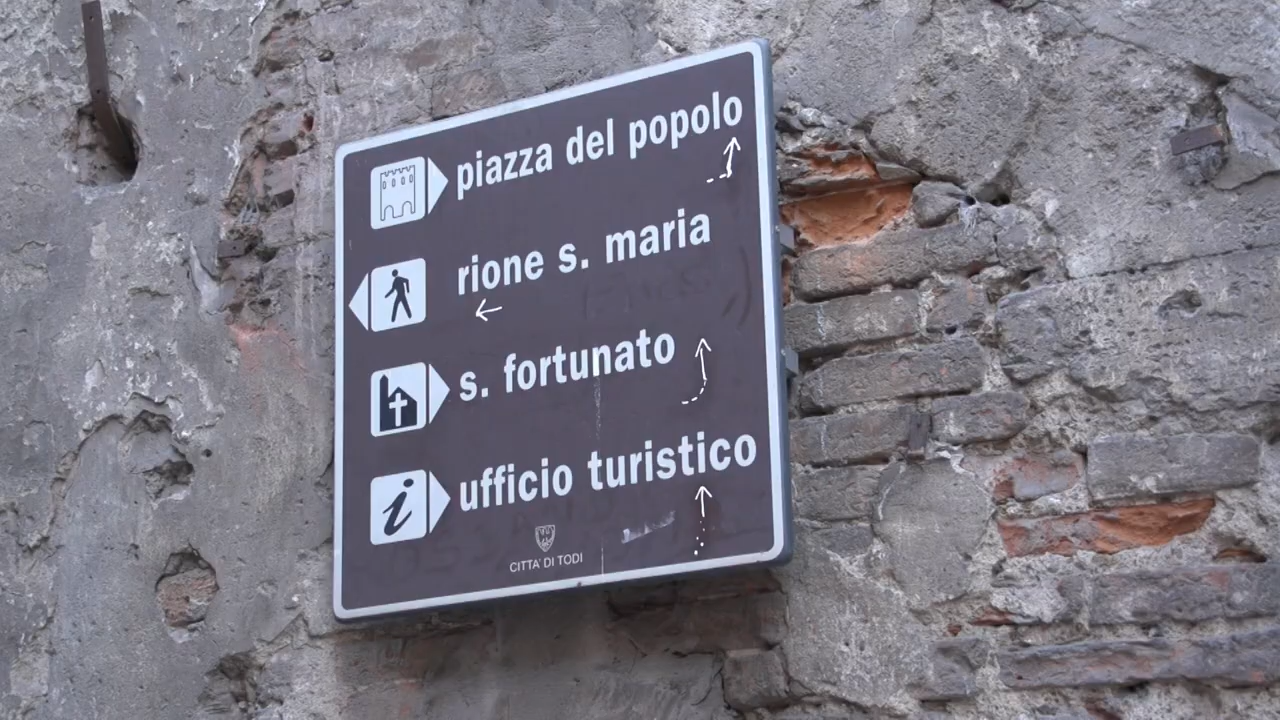 piazza del popolo
rione s. maria
s. fortunato
i ufficio turistico
CITTA' DI TODI